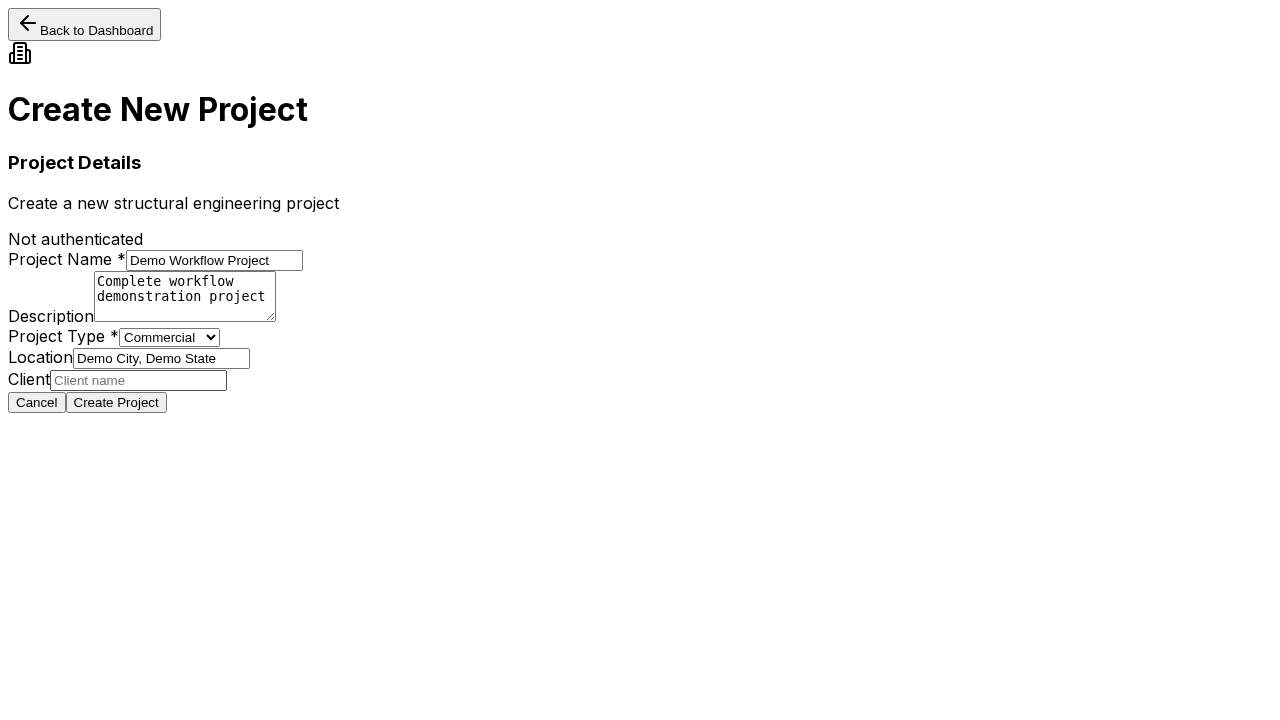 Back to Dashboard
Create New Project
Project Details
Create a new structural engineering project
Not authenticated
Project Name * Demo Workflow Project
Description Complete workflow
demonstration project
Project Type * Commercial
Location Demo City, Demo State
Client Client name
Cancel Create Project